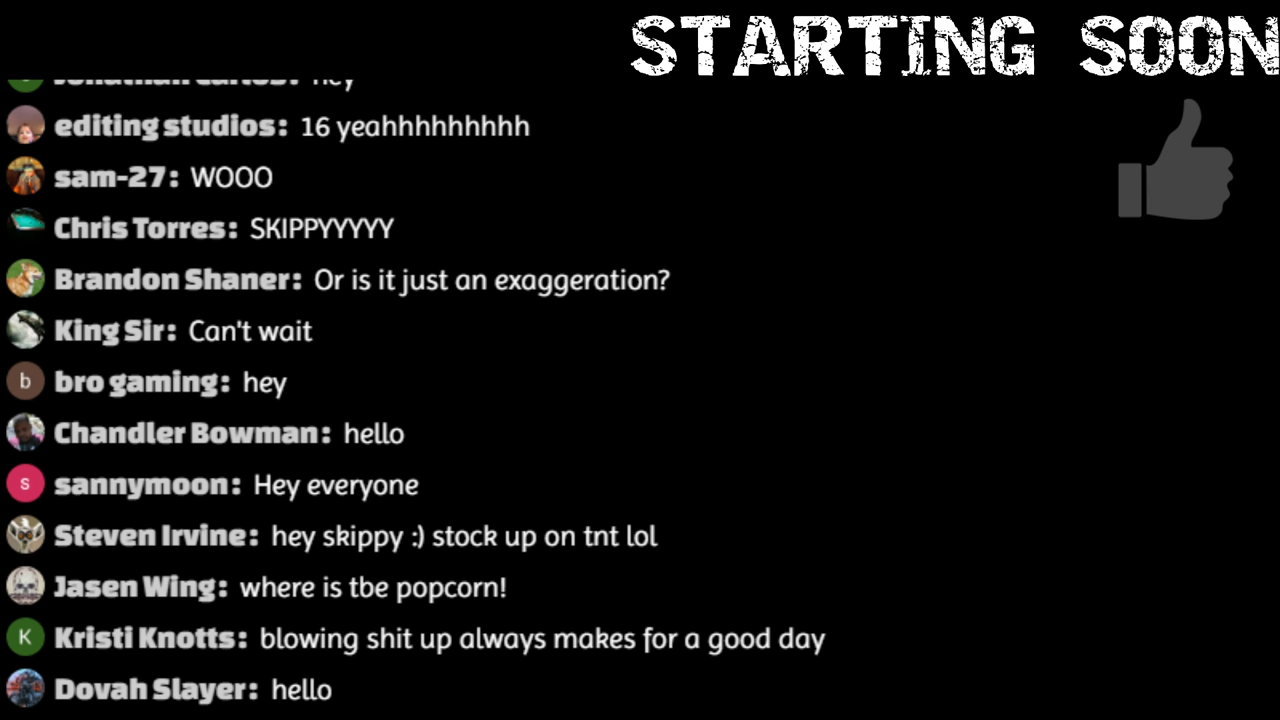 STARTING SOON
hey
editing studios: 16 yeahhhhhhhhhh
sam-27: WOOO
Chris Torres: SKIPPYYYYY
Brandon Shaner: Or is it just an exaggeration?
King Sir: Can't wait
b bro gaming: hey
Chandler Bowman: hello
s sannymoon: Hey everyone
Steven Irvine: hey skippy :) stock up on tnt lol
Jasen Wing: where is tbe popcorn!
K Kristi Knotts: blowing shit up always makes for a good day
Dovah Slayer: hello